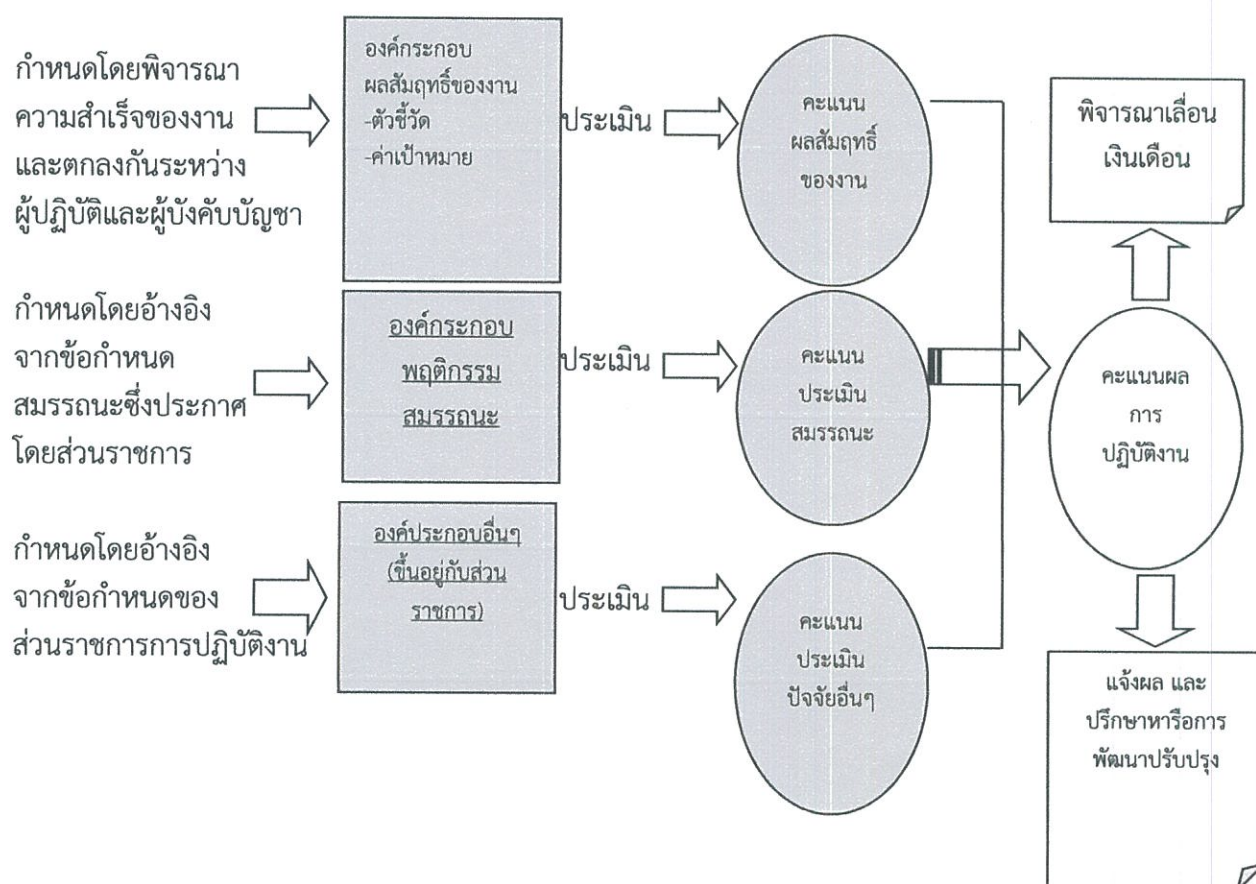 กำหนดโดยพิจารณา
ความสำเร็จของงาน
และตกลงกันระหว่าง
ผู้ปฏิบัติและผู้บังคับบัญชา
องค์กระกอบ
ผลสัมฤทธิ์ของงาน
-ตัวชี้วัด
-ค่าเป้าหมาย
ประเมิน
คะแนน
ผลสัมฤทธิ์
ของงาน
พิจารณาเลื่อน
เงินเดือน
กำหนดโดยอ้างอิง
จากข้อกำหนด
สมรรถนะซึ่งประกาศ
โดยส่วนราชการ
องค์กระกอบ
พฤติกรรม
สมรรถนะ
ประเมิน
คะแนน
ประเมิน
สมรรถนะ
คะแนนผล
การ
ปฏิบัติงาน
กำหนดโดยอ้างอิง
จากข้อกำหนดของ
ส่วนราชการการปฏิบัติงาน
องค์ประกอบอื่นๆ
(ขึ้นอยู่กับส่วน
ราชการ)
ประเมิน
คะแนน
ประเมิน
ปัจจัยอื่นๆ
แจ้งผล และ
ปรึกษาหารือการ
พัฒนาปรับปรุง